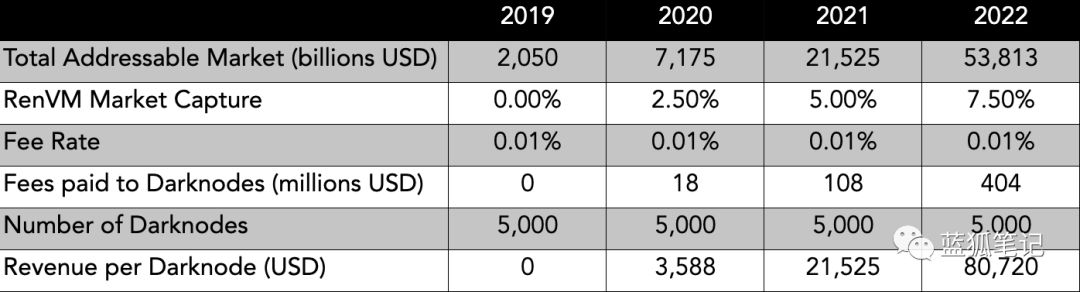 2019 2020 2021 2022
Total Addressable Market (billions USD) 2,050 7,175 21,525 53,813
RenVM Market Capture 0.00% 2.50% 5.00% 7.50%
Fee Rate 0.01% 0.01% 0.01% 0.01%
Fees paid to Darknodes (millions USD) 0 18 108 404
Number of Darknodes 5,000 5,000 5,000 5,000
蓝狐笔记
Revenue per Darknode (USD) 0 3,588 21,525 80,720